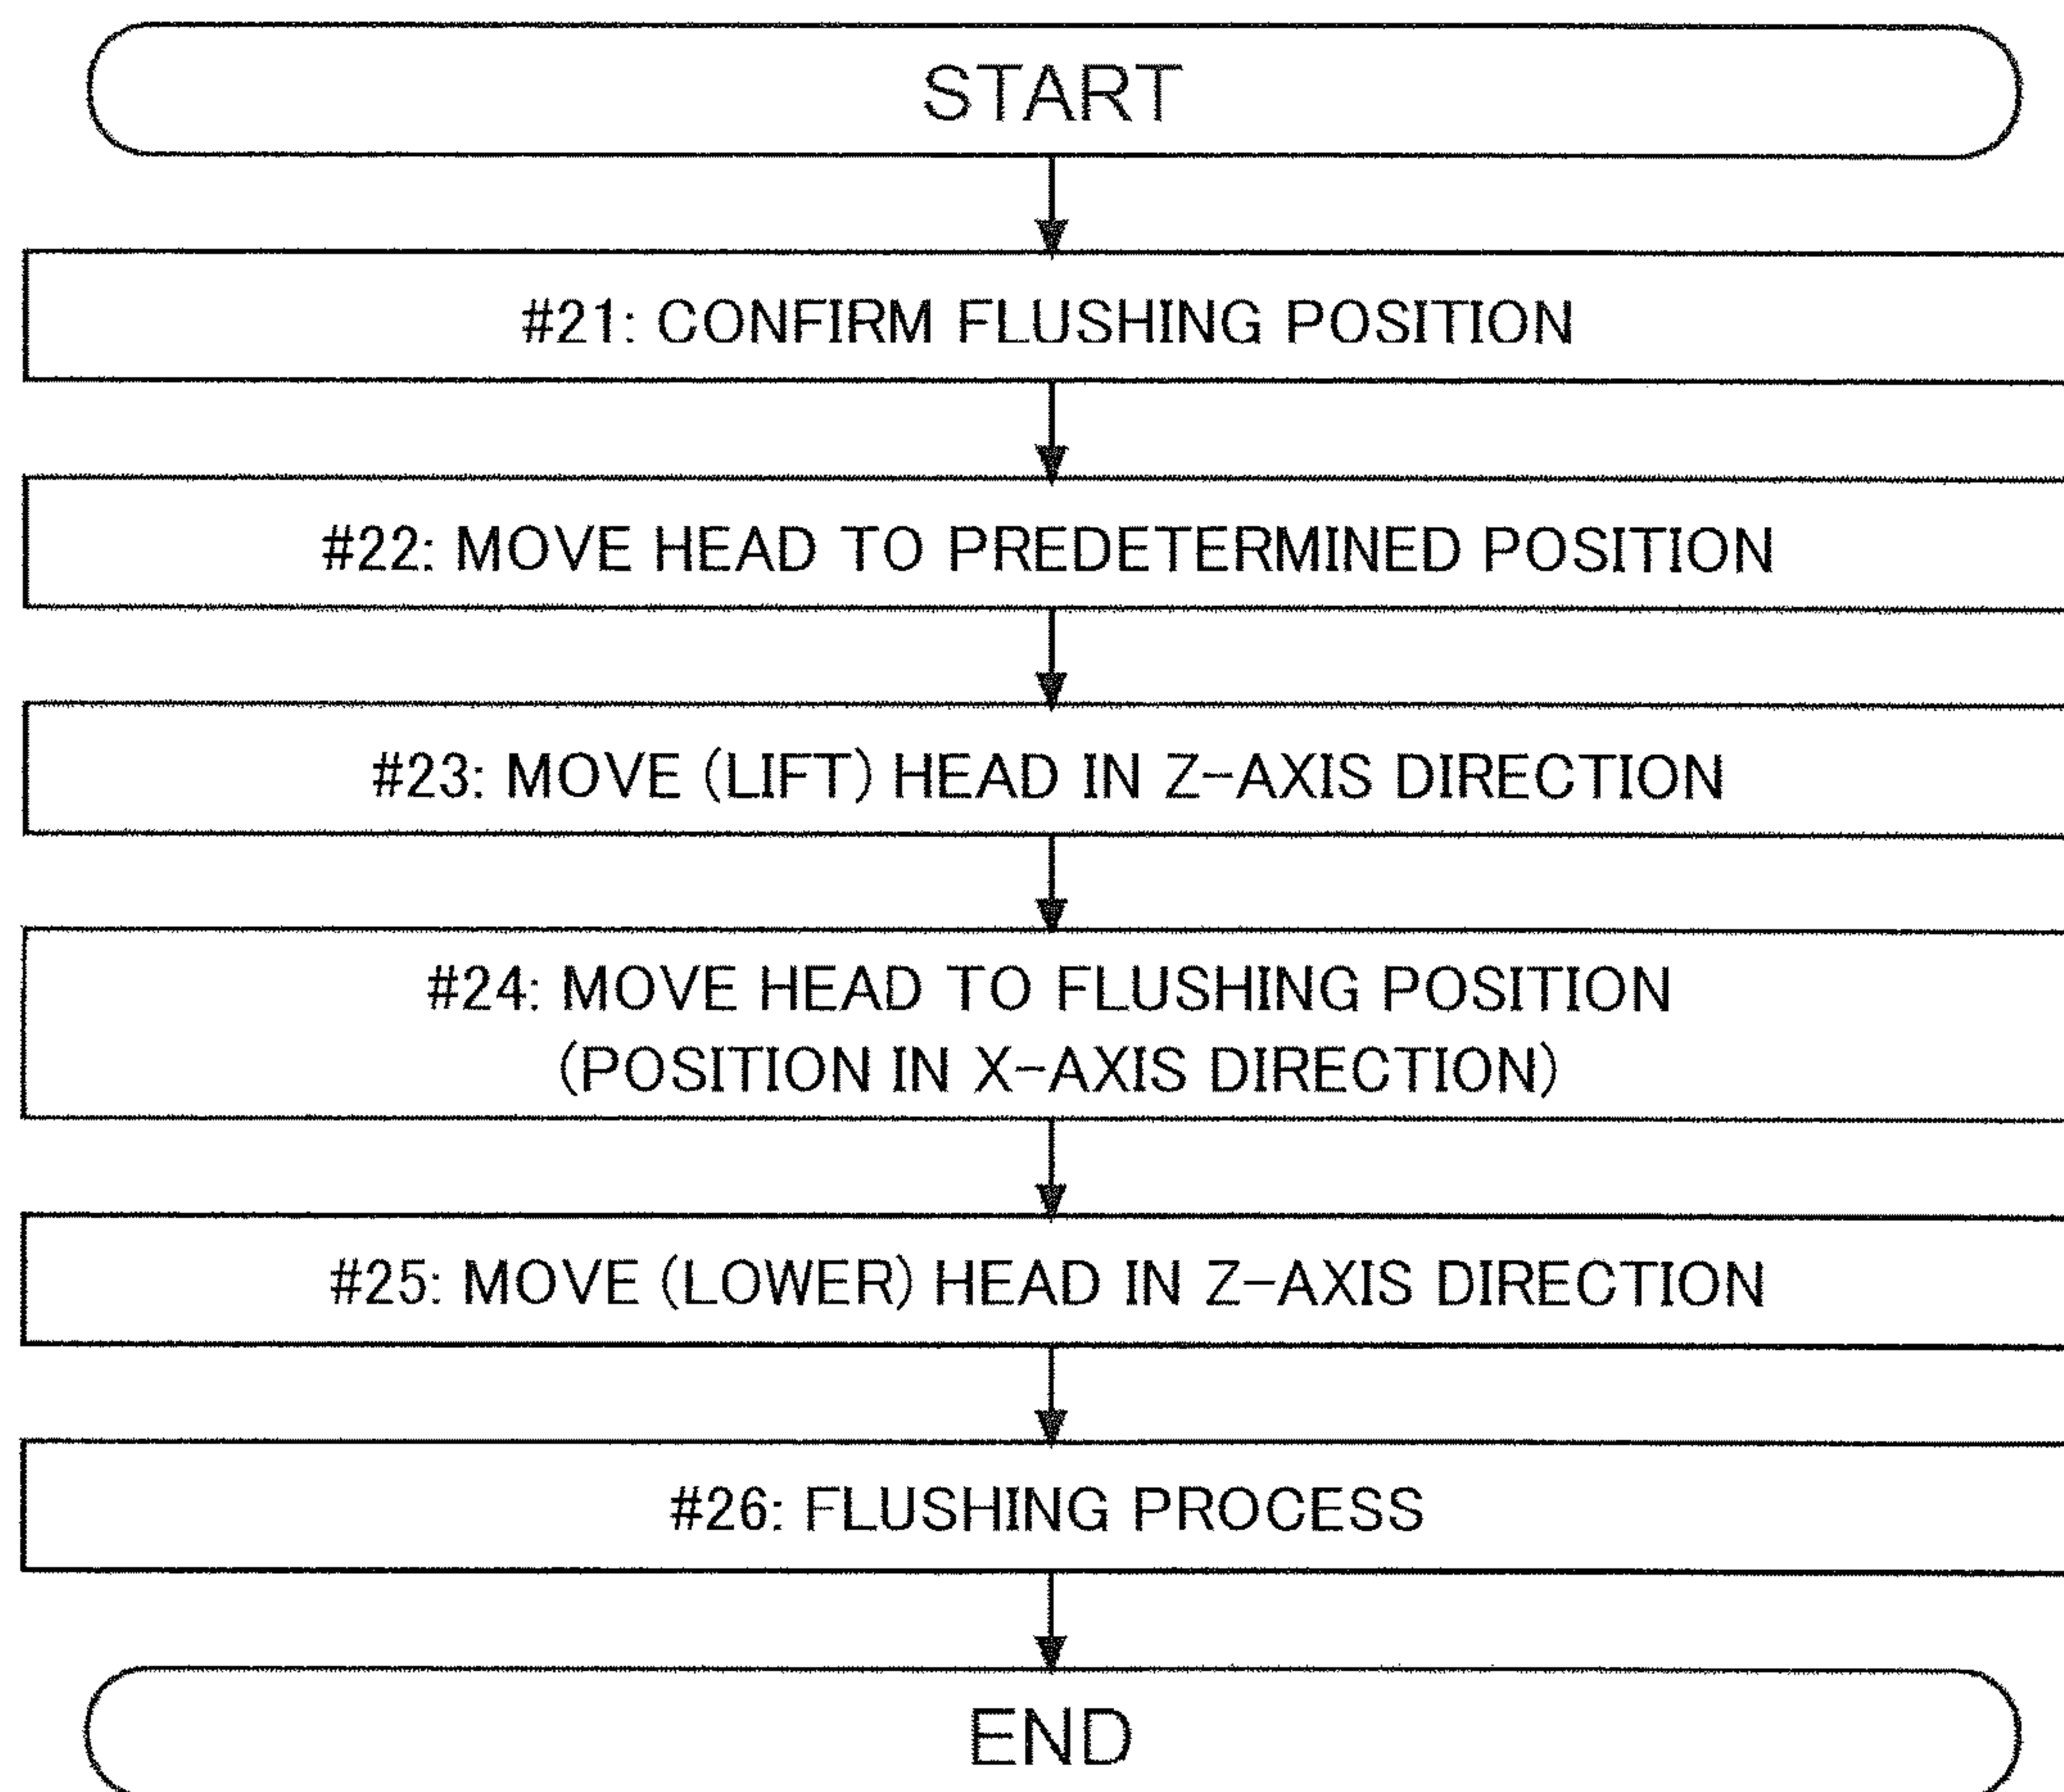 START
#21: CONFIRM FLUSHING POSITION
#22: MOVE HEAD TO PREDETERMINED POSITION
#23: MOVE (LIFT) HEAD IN Z-AXIS DIRECTION
#24: MOVE HEAD TO FLUSHING POSITION
(POSITION IN X-AXIS DIRECTION)
#25: MOVE (LOWER) HEAD IN Z-AXIS DIRECTION
#26: FLUSHING PROCESS
END